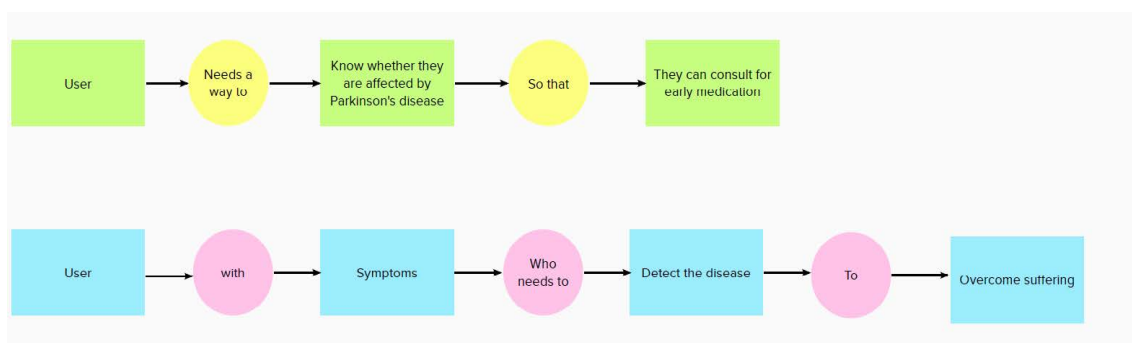 User
Needs a
way to
Know whether they
are affected by
Parkinson's disease
So that
They can consult for
early medication
User
with
Symptoms
Who
needs to
Detect the disease
To
Overcome suffering